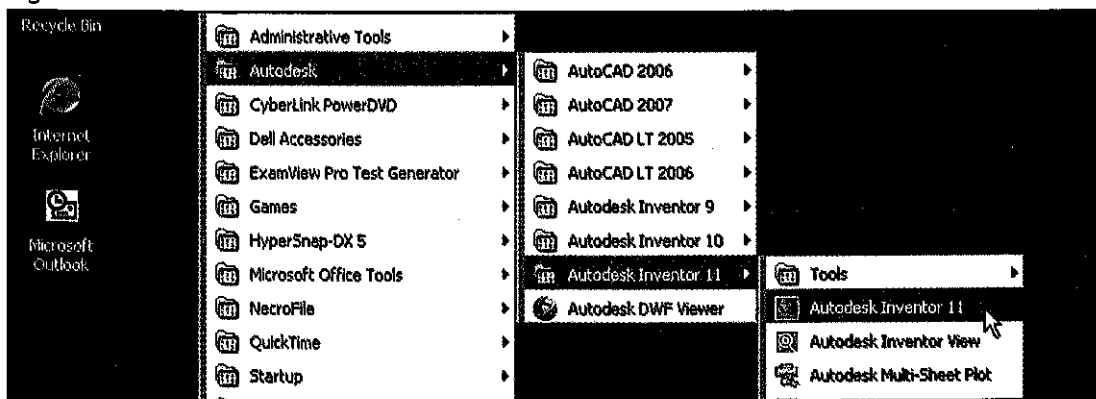 Recycle Bin
Internet
Explorer
Microsoft
Outlook
Administrative Tools
Autodesk
CyberLink PowerDVD
Dell Accessories
ExamView Pro Test Generator
Games
HyperSnap-DX 5
Microsoft Office Tools
NecroFile
QuickTime
Startup
AutoCAD 2006
AutoCAD 2007
AutoCAD LT 2005
AutoCAD LT 2006
Autodesk Inventor 9
Autodesk Inventor 10
Autodesk Inventor 11
Autodesk DWF Viewer
Tools
Autodesk Inventor 11
Autodesk Inventor View
Autodesk Multi-Sheet Plot